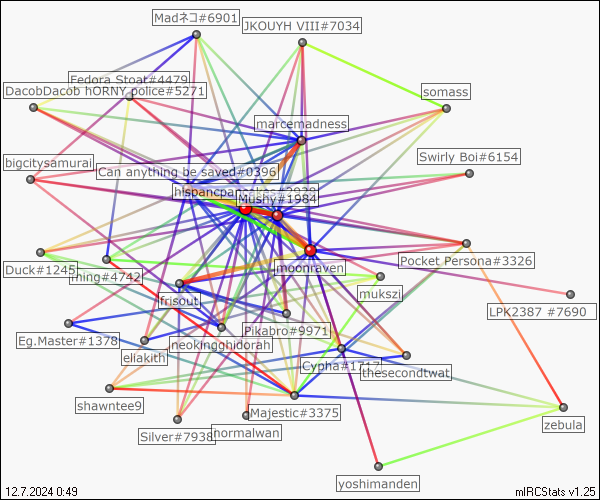 Madネコ#6901
JKOUYH VIII#7034
Fedora Stoat#4479
somass
DacobDacob hORNY police#5271
marcemadness
bigcitysamurai
Swirly Boi#6154
Can anything be saved#0396
Mushy#1984
Pocket Persona#3326
Duck#1245
ming#4742
moonraven
mukszi
frisout
LPK2387 #7690
Pikabro#9971
Eg.Master#1378
neokingghidorah
eliakith
Cypha#1717
thesecondtwat
shawntee9
Majestic#3375
zebula
Silver#7938
normalwan
yoshimanden
12.7.2024 0:49
mIRCStats v1.25